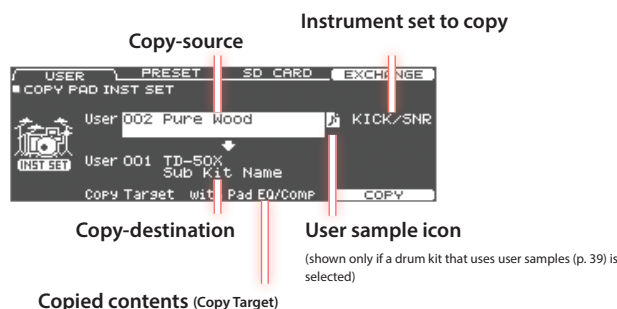 Instrument set to copy
Copy-source
USER PRESET SD CARD EXCHANGE
COPY PAD INST SET
User 002 Pure Wood KICK/SNR
INST SET
User 001 TD-50X
Sub Kit Name
Copy Target with Pad EQ/Comp COPY
Copy-destination
User sample icon
(shown only if a drum kit that uses user samples (p. 39) is
selected)
Copied contents (Copy Target)